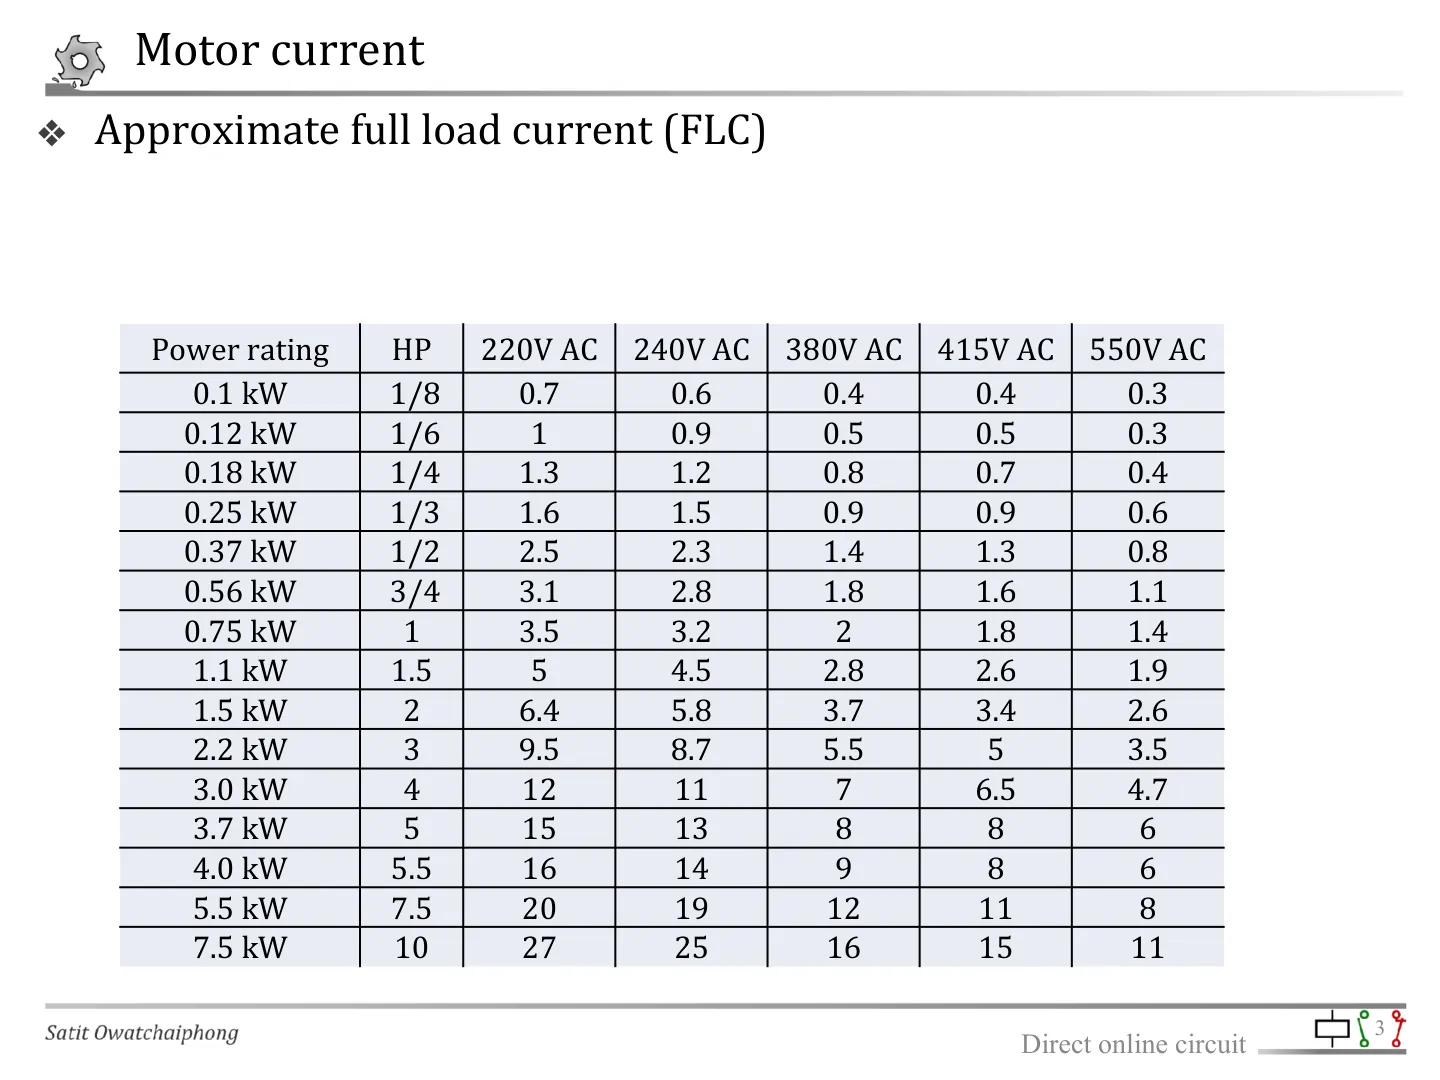 Motor current
❖ Approximate full load current (FLC)
Power rating HP 220V AC 240V AC 380V AC 415V AC 550V AC
0.1 kW 1/8 0.7 0.6 0.4 0.4 0.3
0.12 kW 1/6 1 0.9 0.5 0.5 0.3
0.18 kW 1/4 1.3 1.2 0.8 0.7 0.4
0.25 kW 1/3 1.6 1.5 0.9 0.9 0.6
0.37 kW 1/2 2.5 2.3 1.4 1.3 0.8
0.56 kW 3/4 3.1 2.8 1.8 1.6 1.1
0.75 kW 1 3.5 3.2 2 1.8 1.4
1.1 kW 1.5 5 4.5 2.8 2.6 1.9
1.5 kW 2 6.4 5.8 3.7 3.4 2.6
2.2 kW 3 9.5 8.7 5.5 5 3.5
3.0 kW 4 12 11 7 6.5 4.7
3.7 kW 5 15 13 8 8 6
4.0 kW 5.5 16 14 9 8 6
5.5 kW 7.5 20 19 12 11 8
7.5 kW 10 27 25 16 15 11
Satit Owatchaiphong
Direct online circuit 3